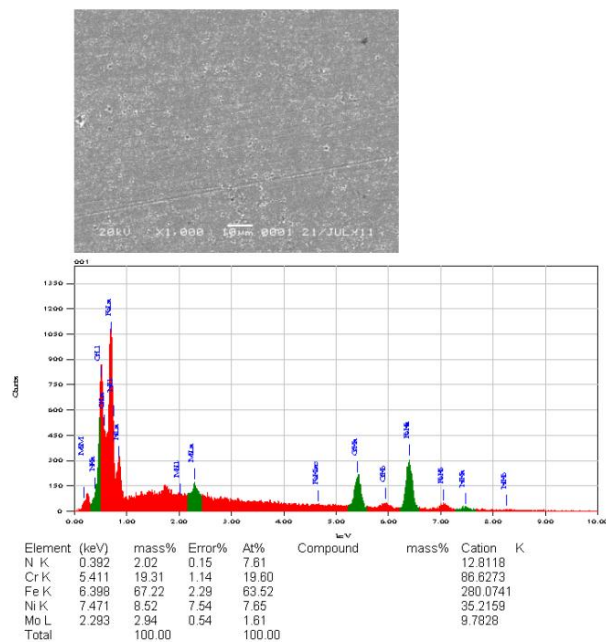 20kU X1,000 10µm 0001 21/JUL/11
001
Counts
1350
1200
1050
900
750
600
450
300
150
0
0.00 1.00 2.00 3.00 4.00 5.00 6.00 7.00 8.00 9.00 10.00
keV
Element (keV) mass% Error% At% Compound mass% Cation K
N K 0.392 2.02 0.15 7.61 12.8118
Cr K 5.411 19.31 1.14 19.60 86.6273
Fe K 6.398 67.22 2.29 63.52 280.0741
Ni K 7.471 8.52 7.54 7.65 35.2159
Mo L 2.293 2.94 0.54 1.61 9.7828
Total 100.00 100.00